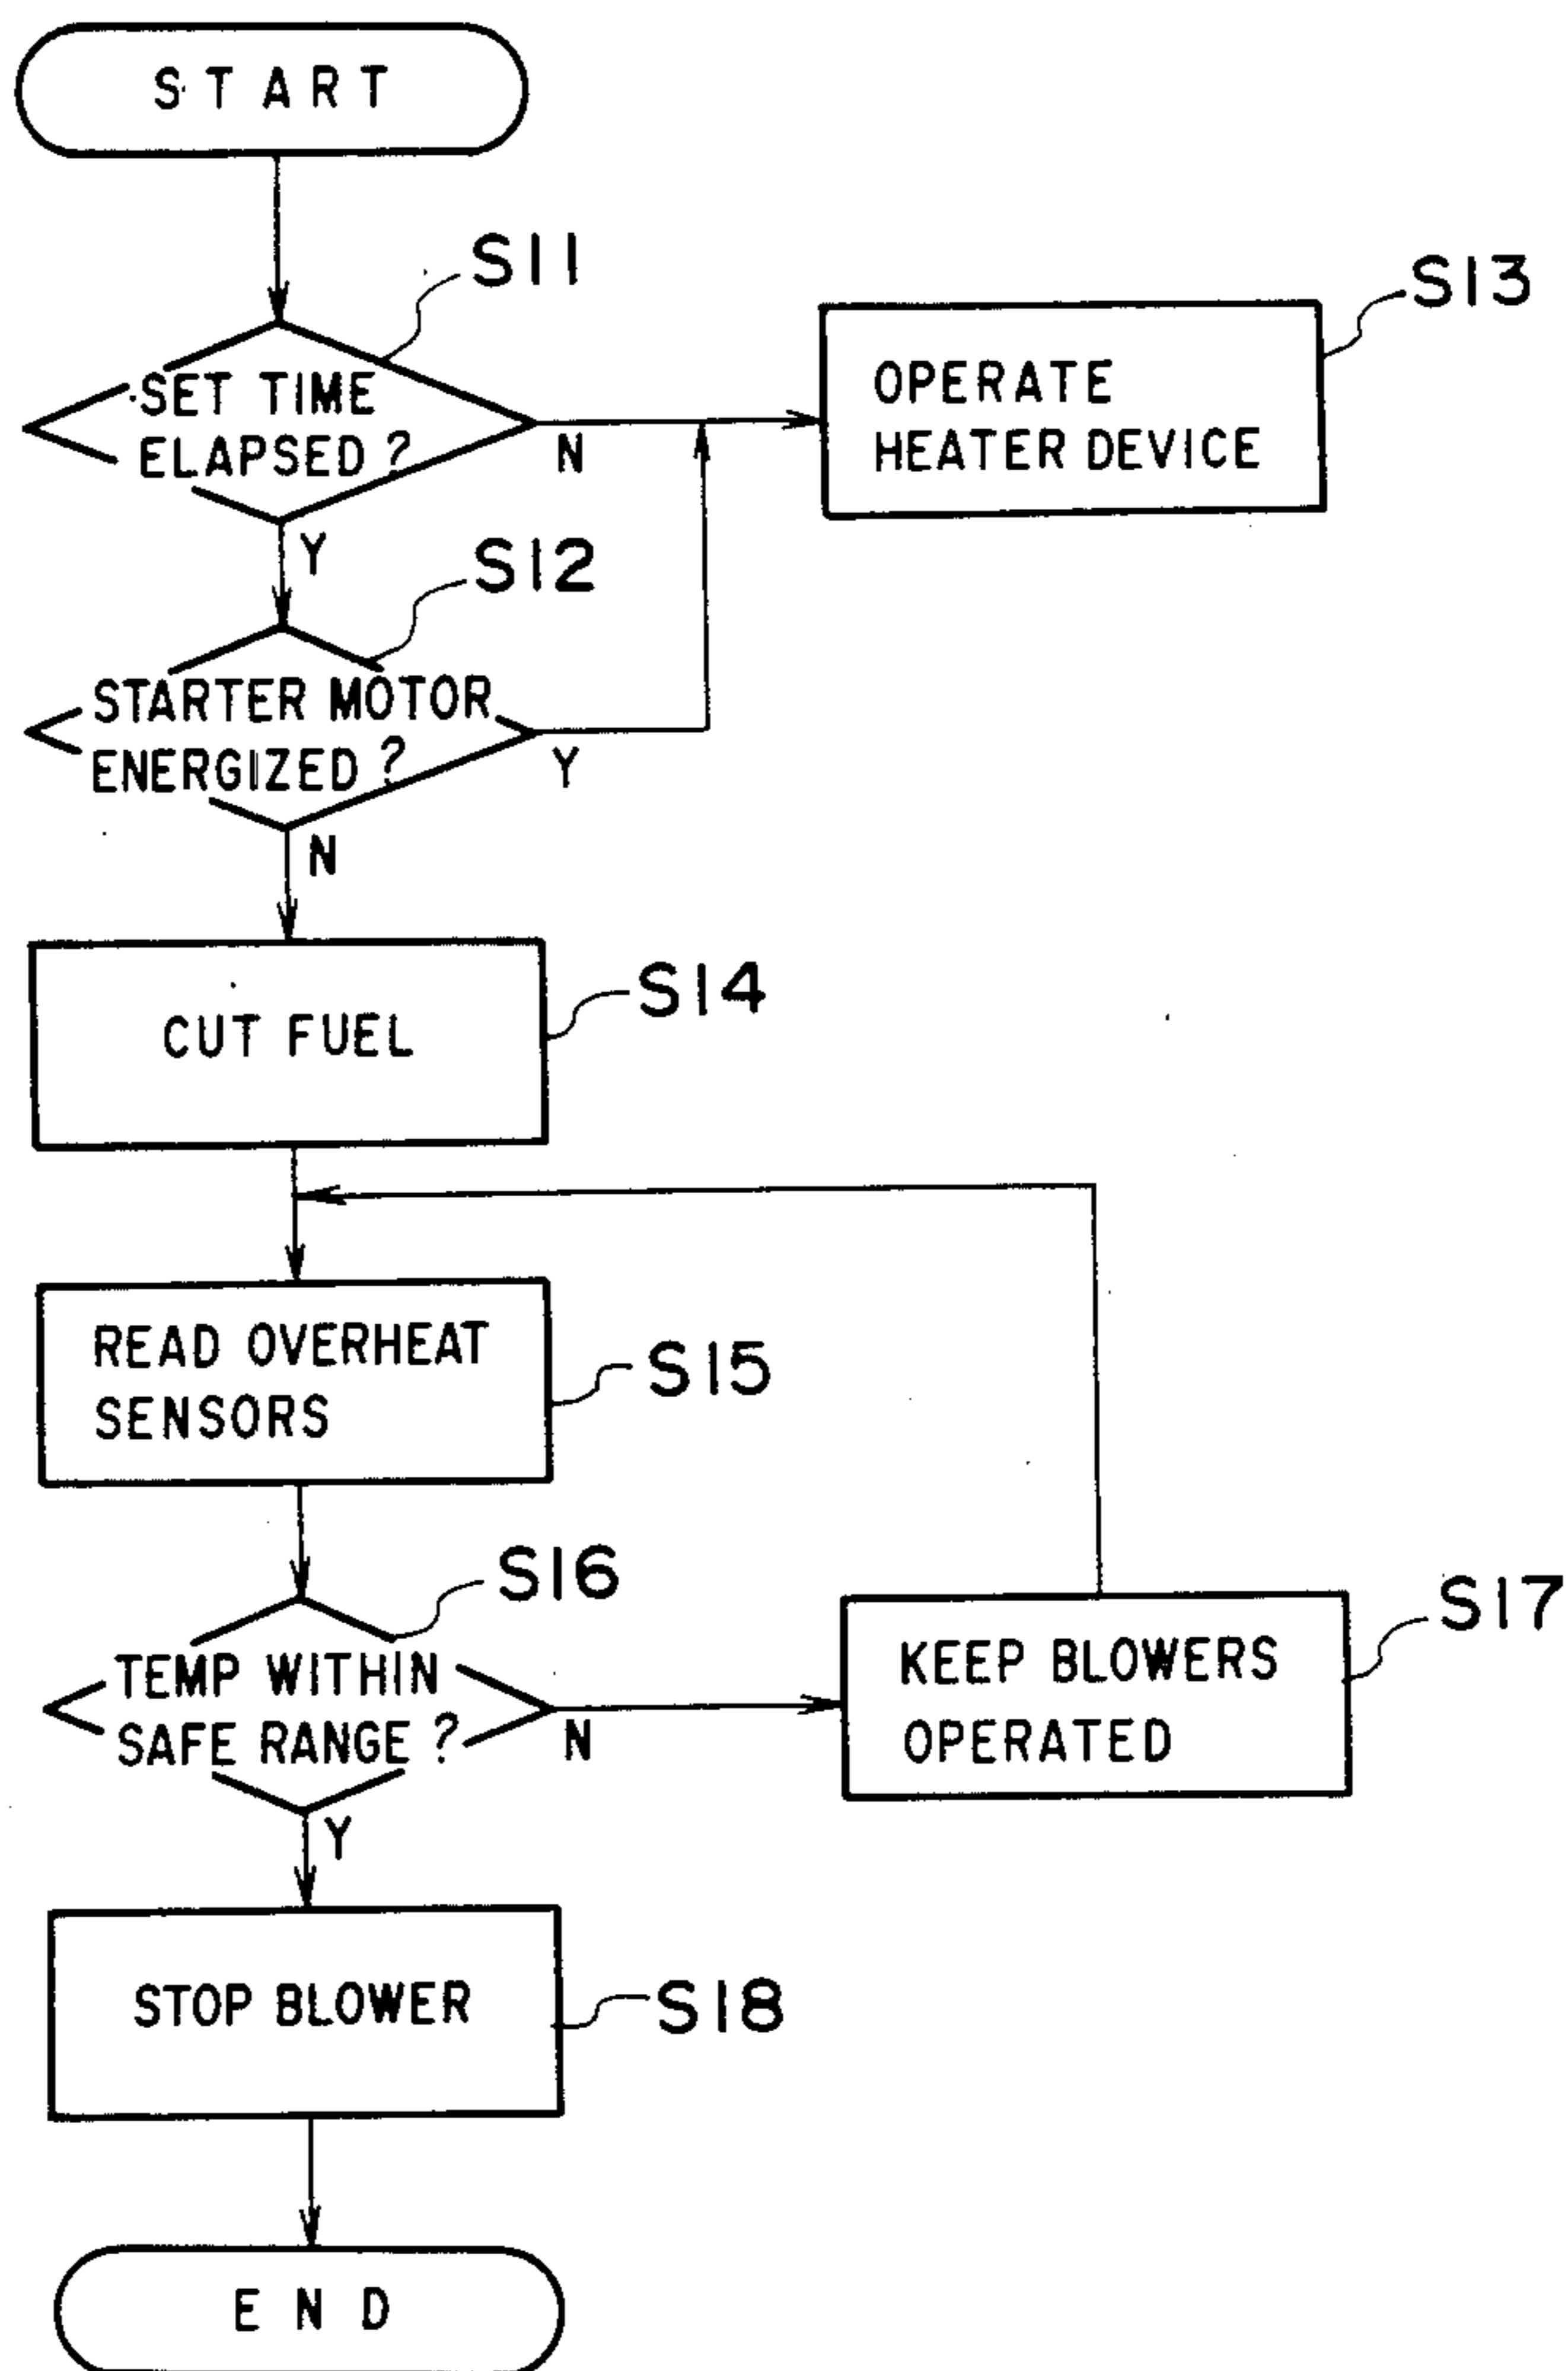 START
S11
SET TIME
ELAPSED ?
N
S13
OPERATE
HEATER DEVICE
Y
S12
STARTER MOTOR
ENERGIZED ?
Y
N
CUT FUEL
S14
READ OVERHEAT
SENSORS
S15
S16
TEMP WITHIN
SAFE RANGE ?
N
S17
KEEP BLOWERS
OPERATED
Y
STOP BLOWER
S18
END